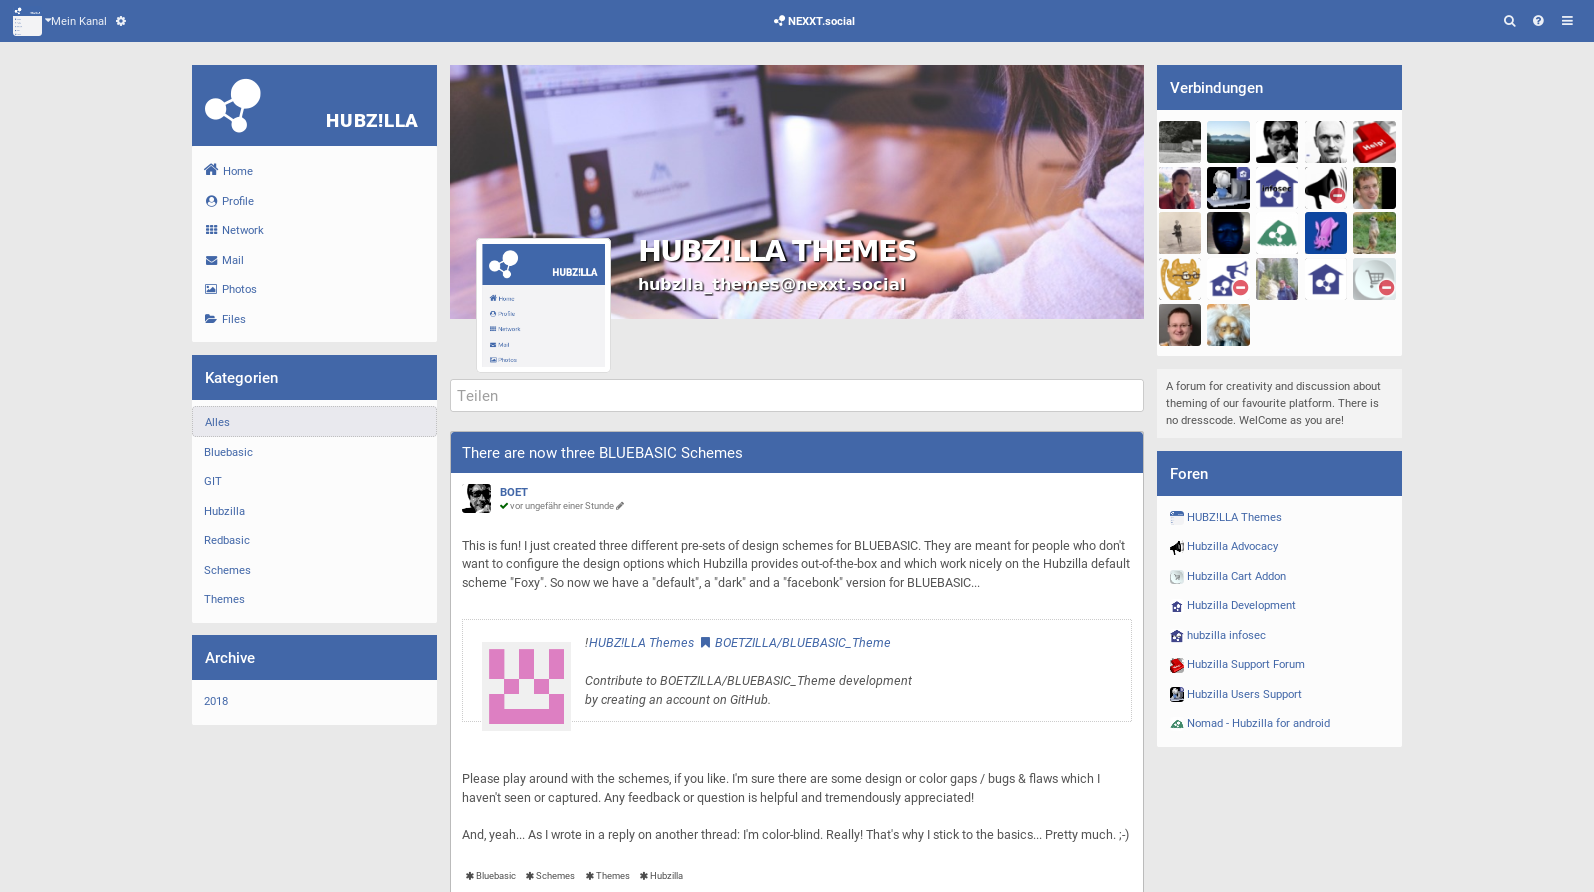 Mein Kanal
NEXXT.social
HUBZ!LLA
Home
Profile
Network
Mail
Photos
Files
Kategorien
Alles
Bluebasic
GIT
Hubzilla
Redbasic
Schemes
Themes
Archive
2018
HUBZ!LLA THEMES
hubzlla_themes@nexxt.social
HUBZ!LLA
Home
Profile
Network
Mail
Photos
Teilen
There are now three BLUEBASIC Schemes
BOET
vor ungefähr einer Stunde
This is fun! I just created three different pre-sets of design schemes for BLUEBASIC. They are meant for people who don't
want to configure the design options which Hubzilla provides out-of-the-box and which work nicely on the Hubzilla default
scheme "Foxy". So now we have a "default", a "dark" and a "facebonk" version for BLUEBASIC...
!HUBZ!LLA Themes BOETZILLA/BLUEBASIC_Theme
Contribute to BOETZILLA/BLUEBASIC_Theme development
by creating an account on GitHub.
Please play around with the schemes, if you like. I'm sure there are some design or color gaps / bugs & flaws which I
haven't seen or captured. Any feedback or question is helpful and tremendously appreciated!
And, yeah... As I wrote in a reply on another thread: I'm color-blind. Really! That's why I stick to the basics... Pretty much. ;-)
Bluebasic Schemes Themes Hubzilla
Verbindungen
Help!
infosec
A forum for creativity and discussion about
theming of our favourite platform. There is
no dresscode. WelCome as you are!
Foren
HUBZ!LLA Themes
Hubzilla Advocacy
Hubzilla Cart Addon
Hubzilla Development
hubzilla infosec
Hubzilla Support Forum
Hubzilla Users Support
Nomad - Hubzilla for android